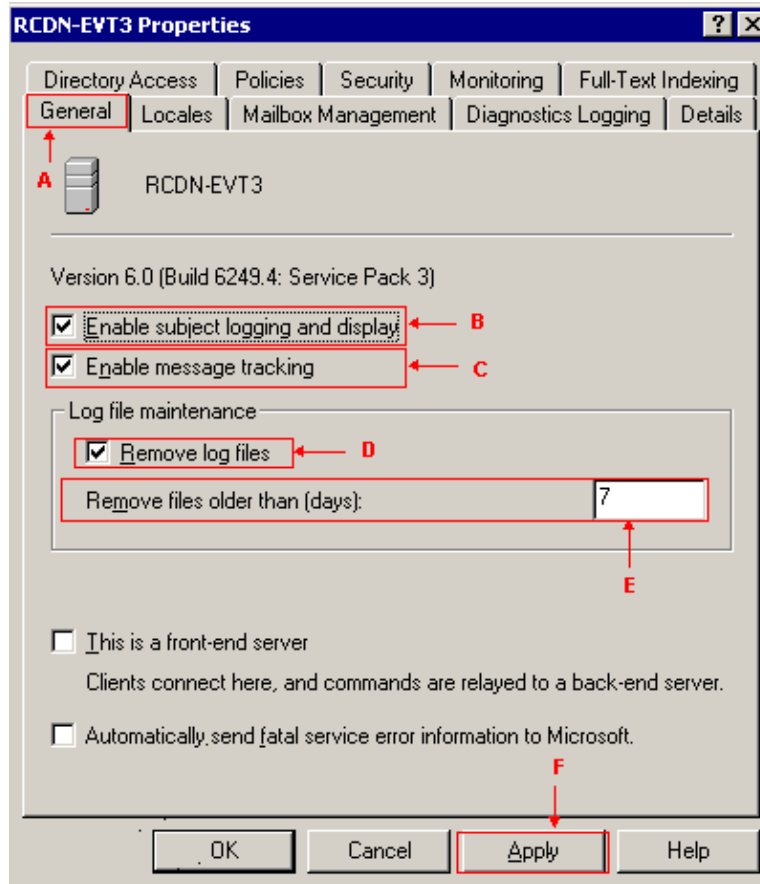 RCDN-EVT3 Properties
Directory Access Policies Security Monitoring Full-Text Indexing
General Locales Mailbox Management Diagnostics Logging Details
A
RCDN-EVT3
Version 6.0 (Build 6249.4: Service Pack 3)
Enable subject logging and display B
Enable message tracking C
Log file maintenance
Remove log files D
Remove files older than (days): 7
E
This is a front-end server
Clients connect here, and commands are relayed to a back-end server.
Automatically send fatal service error information to Microsoft.
F
OK Cancel Apply Help